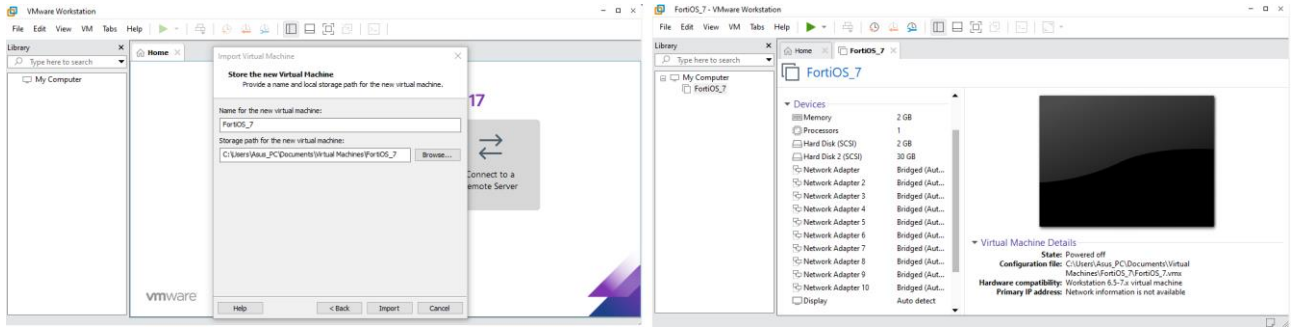 VMware Workstation
File Edit View VM Tabs Help
Library
Type here to search
My Computer
Home
Import Virtual Machine
Store the new Virtual Machine
Provide a name and local storage path for the new virtual machine.
Name for the new virtual machine:
FortiOS_7
Storage path for the new virtual machine:
C:\Users\Asus_PC\Documents\Virtual Machines\FortiOS_7
Browse...
17
Connect to a
emote Server
vmware
Help < Back Import Cancel
FortiOS_7 - VMware Workstation
File Edit View VM Tabs Help
Library
Type here to search
My Computer
FortiOS_7
Home FortiOS_7
FortiOS_7
Devices
Memory 2 GB
Processors 1
Hard Disk (SCSI) 2 GB
Hard Disk 2 (SCSI) 30 GB
Network Adapter Bridged (Aut...
Network Adapter 2 Bridged (Aut...
Network Adapter 3 Bridged (Aut...
Network Adapter 4 Bridged (Aut...
Network Adapter 5 Bridged (Aut...
Network Adapter 6 Bridged (Aut...
Network Adapter 7 Bridged (Aut...
Network Adapter 8 Bridged (Aut...
Network Adapter 9 Bridged (Aut...
Network Adapter 10 Bridged (Aut...
Display Auto detect
Virtual Machine Details
State: Powered off
Configuration file: C:\Users\Asus_PC\Documents\Virtual
Machines\FortiOS_7\FortiOS_7.vmx
Hardware compatibility: Workstation 6.5-7.x virtual machine
Primary IP address: Network information is not available